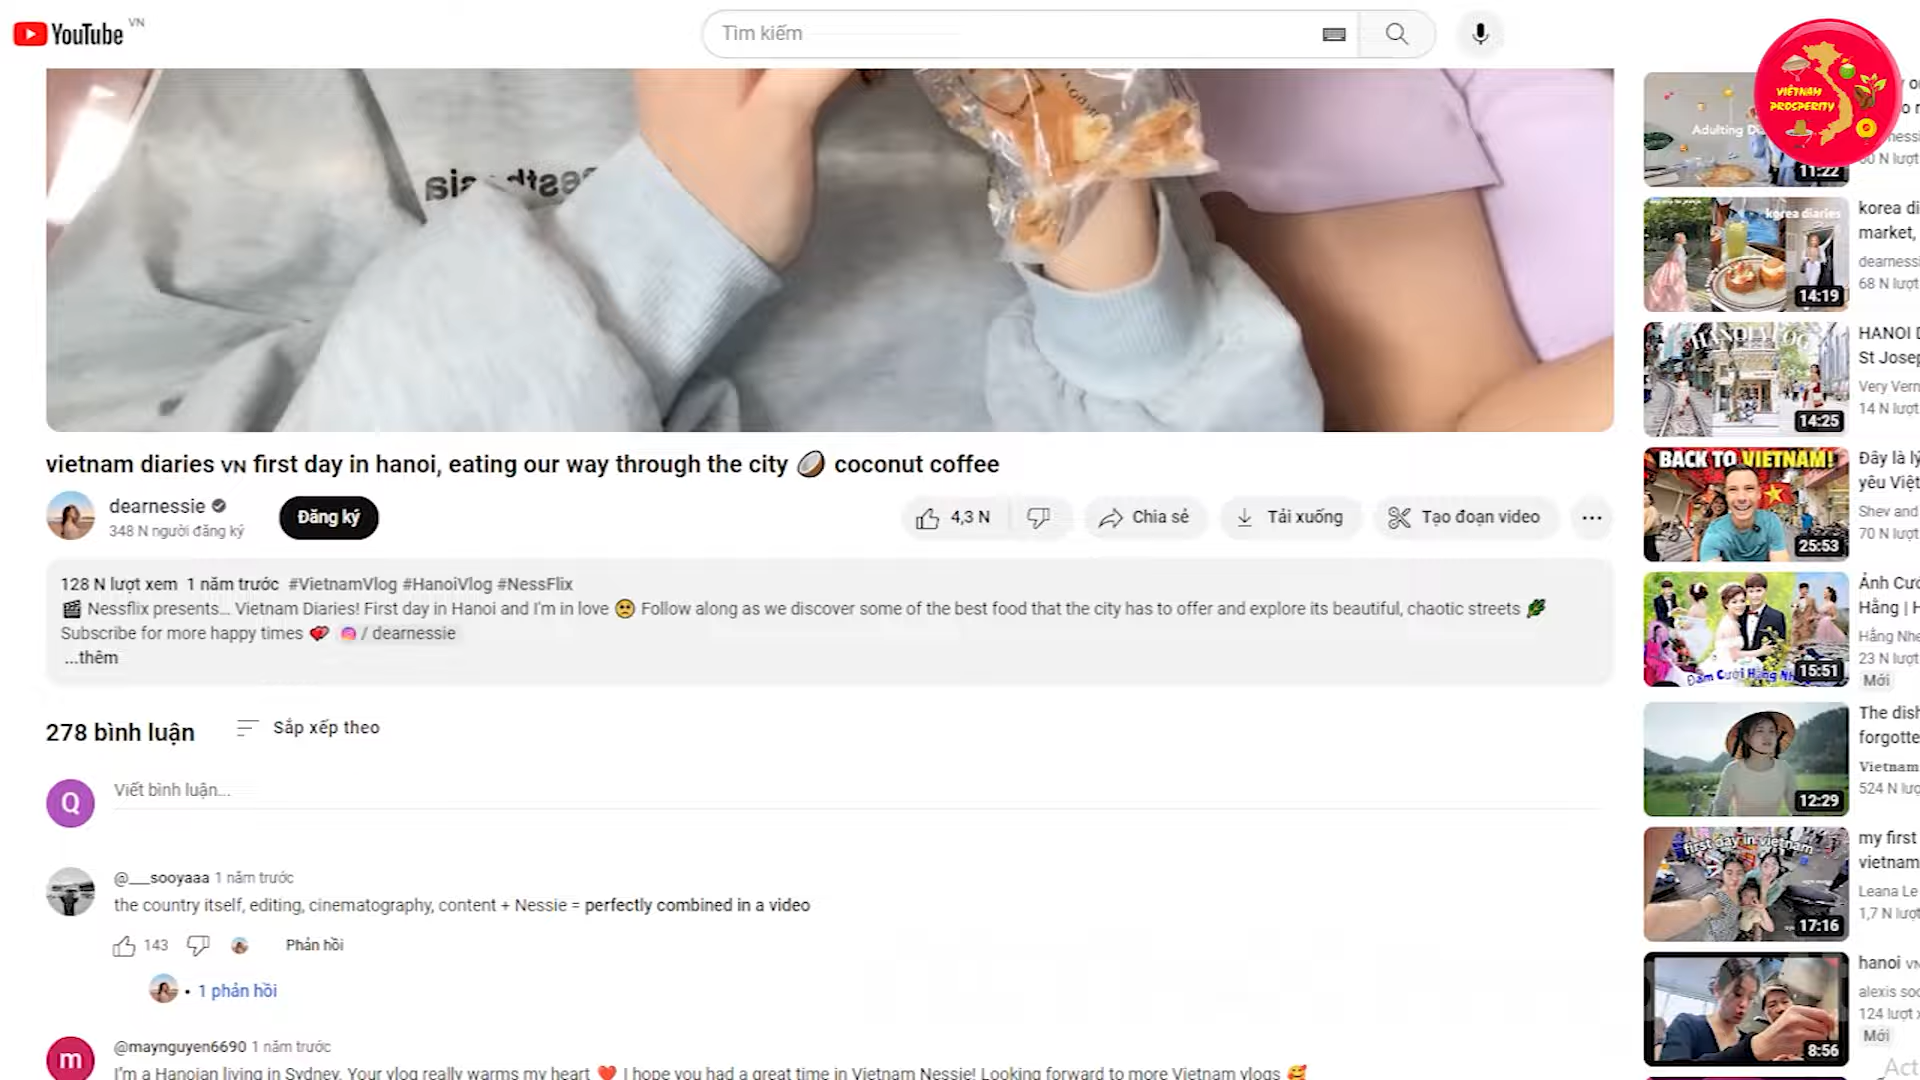 YouTube VN
Tìm kiếm
VIETNAM
PROSPERITY
vietnam diaries VN first day in hanoi, eating our way through the city 🥥 coconut coffee
dearnessie
348 N người đăng ký
Đăng ký
4,3 N
Chia sẻ
Tải xuống
Tạo đoạn video
128 N lượt xem 1 năm trước #VietnamVlog #HanoiVlog #NessFlix
🎬 Nessflix presents... Vietnam Diaries! First day in Hanoi and I'm in love 🥺 Follow along as we discover some of the best food that the city has to offer and explore its beautiful, chaotic streets 🌿
Subscribe for more happy times 💝 / dearnessie
...thêm
278 bình luận
Sắp xếp theo
Q
Viết bình luận...
@___sooyaaa 1 năm trước
the country itself, editing, cinematography, content + Nessie = perfectly combined in a video
143
Phản hồi
• 1 phản hồi
m
@maynguyen6690 1 năm trước
I'm a Hanoian living in Sydney. Your vlog really warms my heart ❤️ I hope you had a great time in Vietnam Nessie! Looking forward to more Vietnam vlogs 🥰
Adulting
11:22
korea diaries
14:19
korea
market,
68 N lượt
HANOI VLOG
14:25
HANOI
St Josep
Very Vern
14 N lượt
BACK TO VIETNAM!
25:53
Đây là
yêu Việt
Shev and
70 N lượt
Đám Cưới Hằng
15:51
Ảnh
Hằng |
Hằng
23 N lượt
Mới
12:29
The
forgotte
Vietnam
524 N
first day in vietnam
17:16
my first
vietnam
Leana Le
1,7 N lượt
8:56
hanoi VN
alexis
124 lượt
Mới
Act